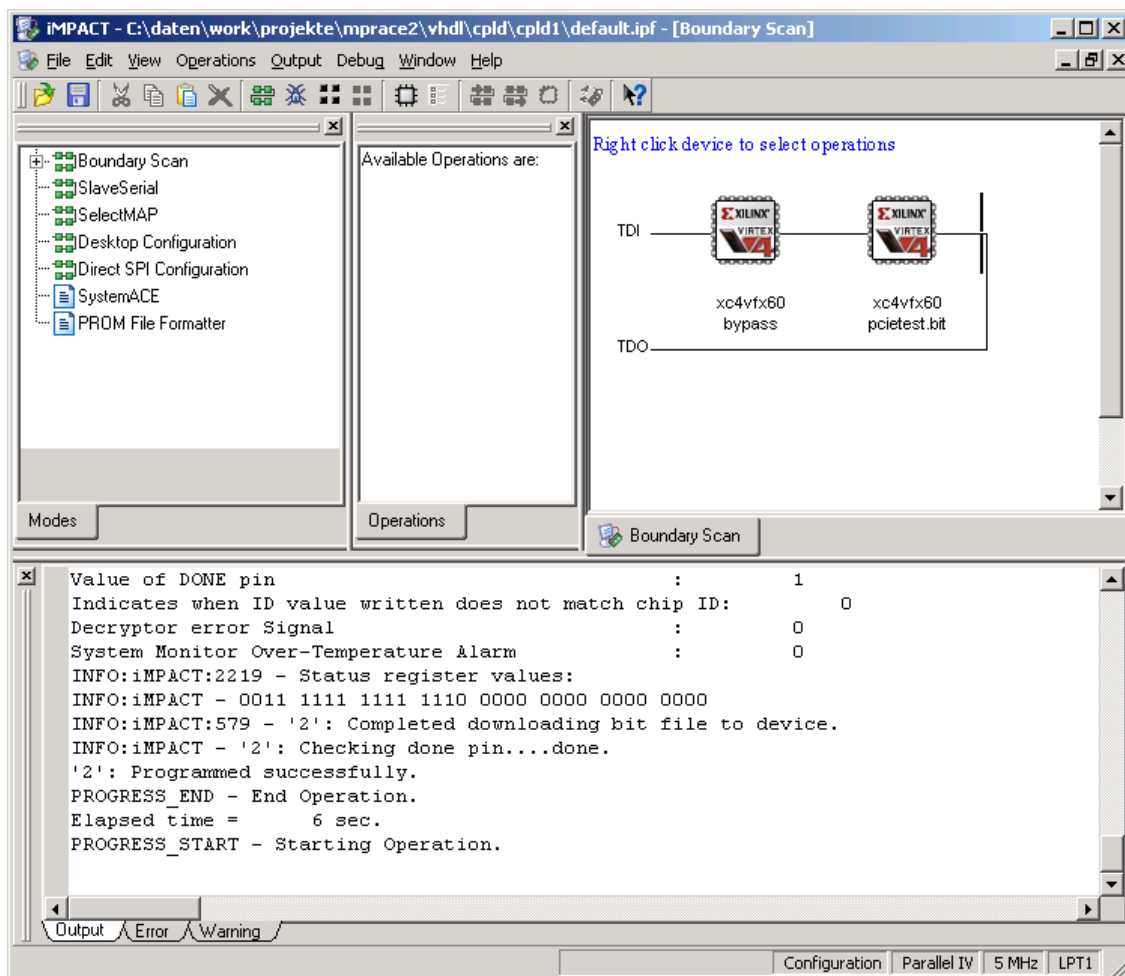 iMPACT - C:\daten\work\projekte\mprace2\vhdl\cpld\cpld1\default.ipf - [Boundary Scan]
File Edit View Operations Output Debug Window Help
Boundary Scan
SlaveSerial
SelectMAP
Desktop Configuration
Direct SPI Configuration
SystemACE
PROM File Formatter
Modes
Available Operations are:
Operations
Right click device to select operations
TDI
XILINX
VIRTEX
4
XILINX
VIRTEX
4
xc4vfx60 xc4vfx60
bypass pcietest.bit
TDO
Boundary Scan
Value of DONE pin : 1
Indicates when ID value written does not match chip ID: 0
Decryptor error Signal : 0
System Monitor Over-Temperature Alarm : 0
INFO:iMPACT:2219 - Status register values:
INFO:iMPACT - 0011 1111 1111 1110 0000 0000 0000 0000
INFO:iMPACT:579 - '2': Completed downloading bit file to device.
INFO:iMPACT - '2': Checking done pin....done.
'2': Programmed successfully.
PROGRESS_END - End Operation.
Elapsed time = 6 sec.
PROGRESS_START - Starting Operation.
Output Error Warning
Configuration Parallel IV 5 MHz LPT1